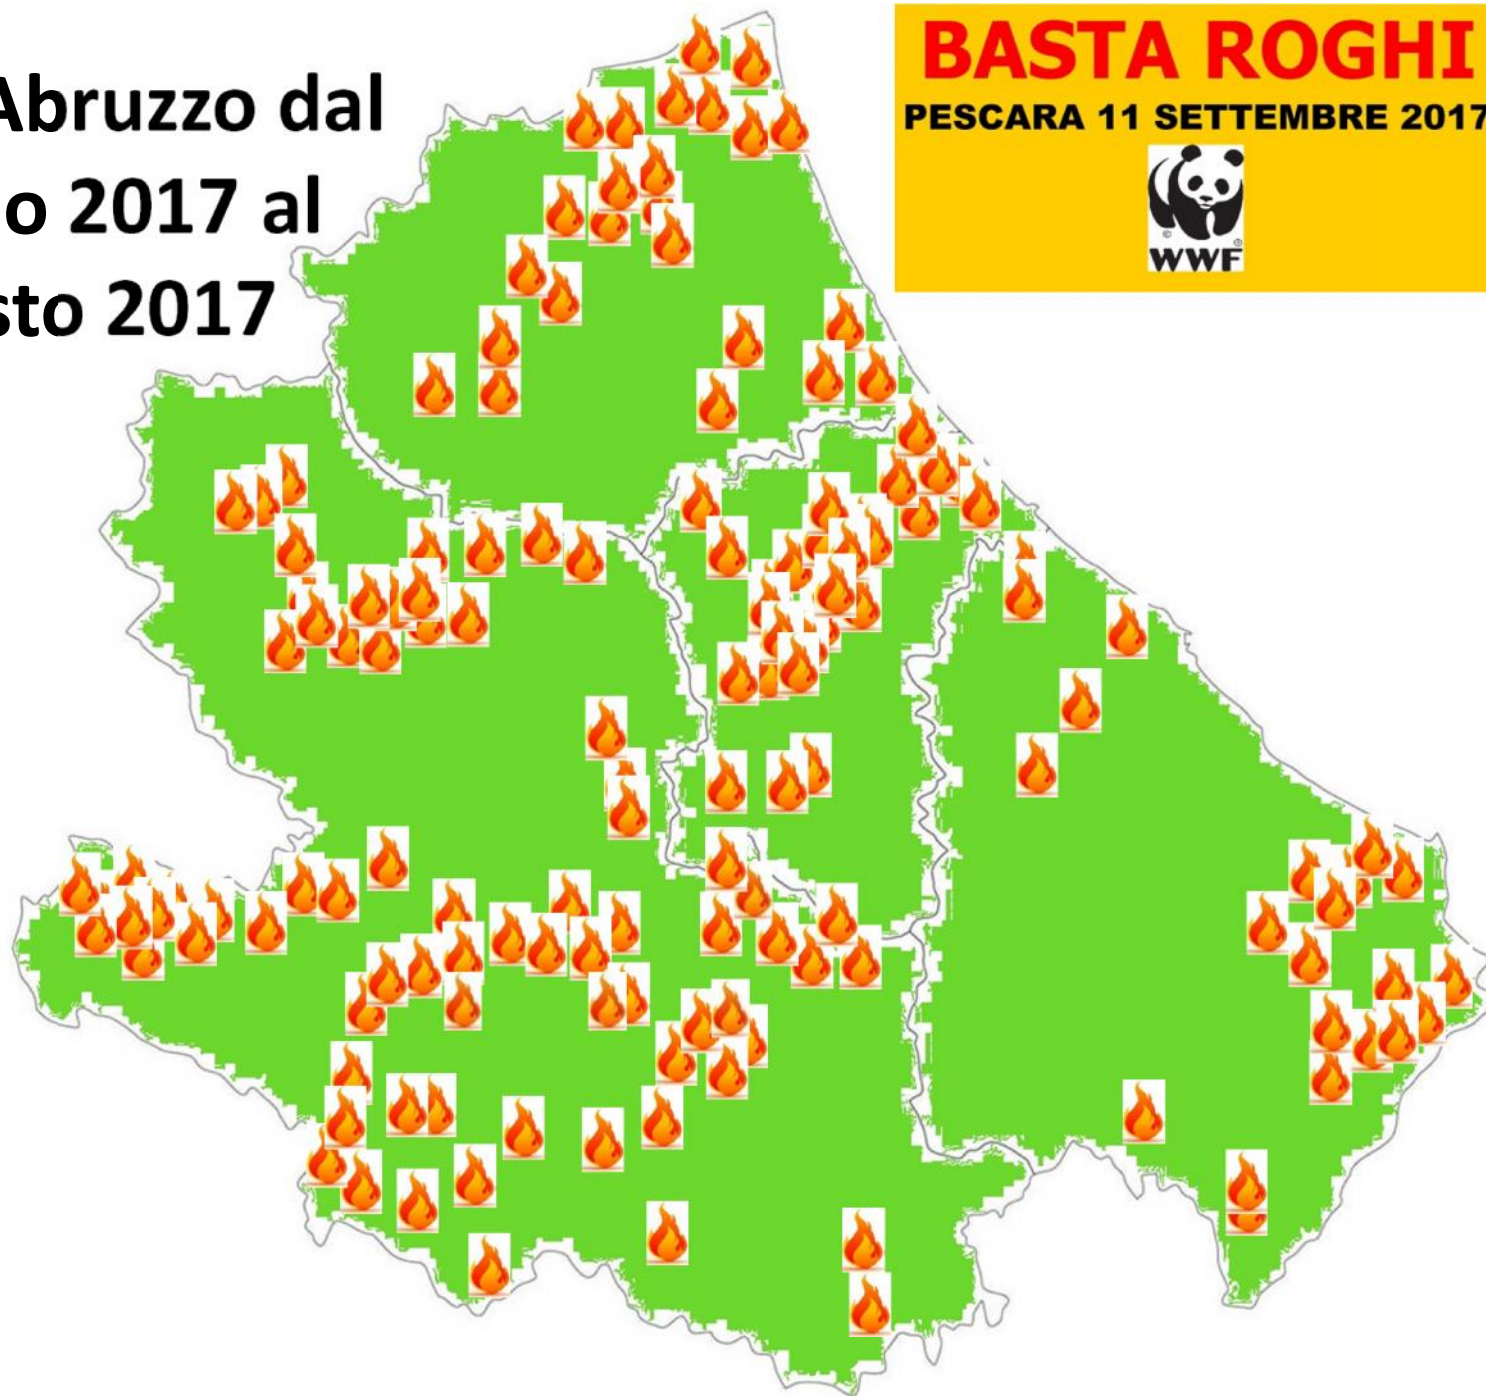 Abruzzo dal
o 2017 al
sto 2017
BASTA ROGHI
PESCARA 11 SETTEMBRE 2017
©
®
WWF